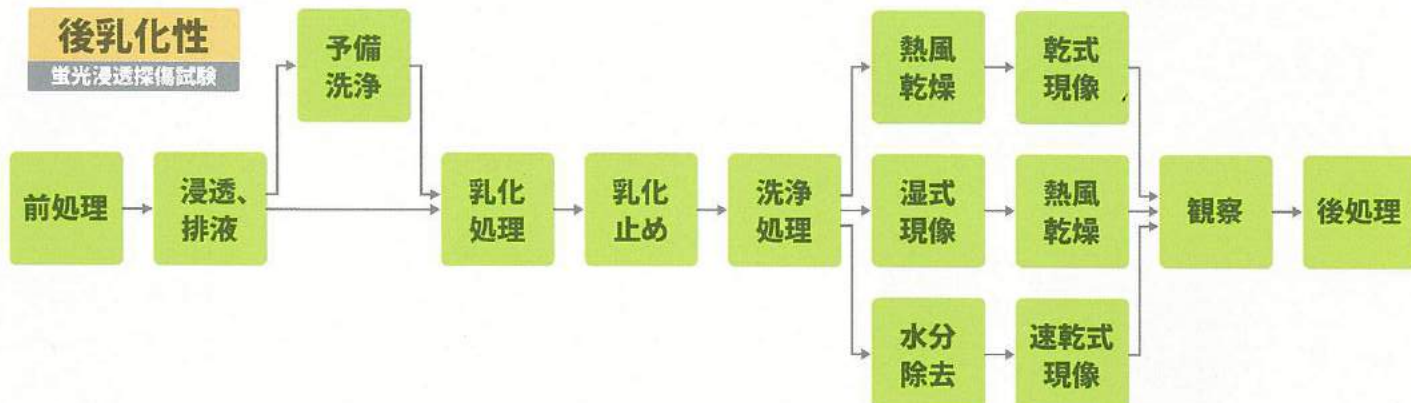 後乳化性
蛍光浸透探傷試験
予備
洗浄
熱風
乾燥
乾式
現像
前処理
浸透、
排液
乳化
処理
乳化
止め
洗浄
処理
湿式
現像
熱風
乾燥
観察
後処理
水分
除去
速乾式
現像